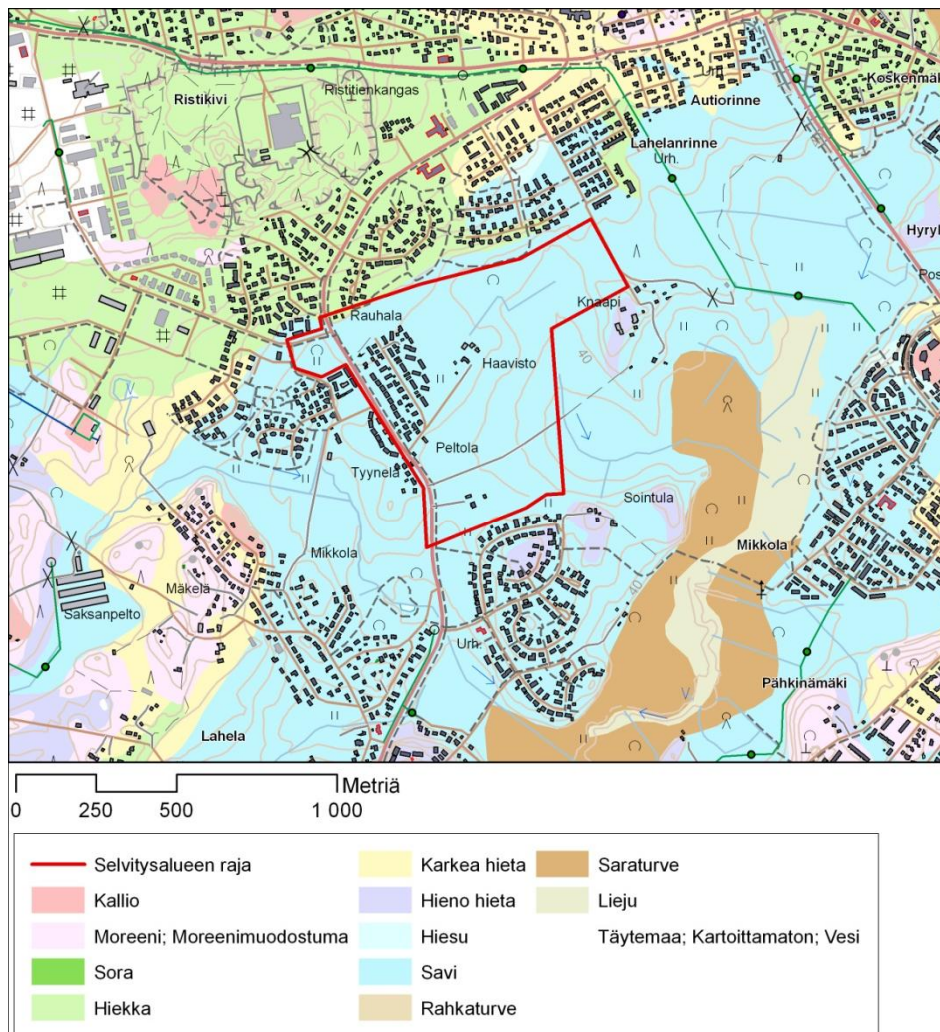 Ristikivi
Ristitienkangas
Urh.
Autiorinne
Koskenmäk
Lahelanrinne
Urh.
Hyryl
Pos
Knaapi
Rauhala
Haavisto
40
Peltola
Tyynelä
Sointula
Mikkola
Mikkola
Mäkelä
40
Saksanpelto
Urh.
Pähkinämäki
Lahela
Metriä
0 250 500 1 000
Selvitysalueen raja
Kallio
Moreeni; Moreenimuodostuma
Sora
Hiekka
Karkea hieta
Hieno hieta
Hiesu
Savi
Rahkaturve
Saraturve
Lieju
Täytemaa; Kartoittamaton; Vesi